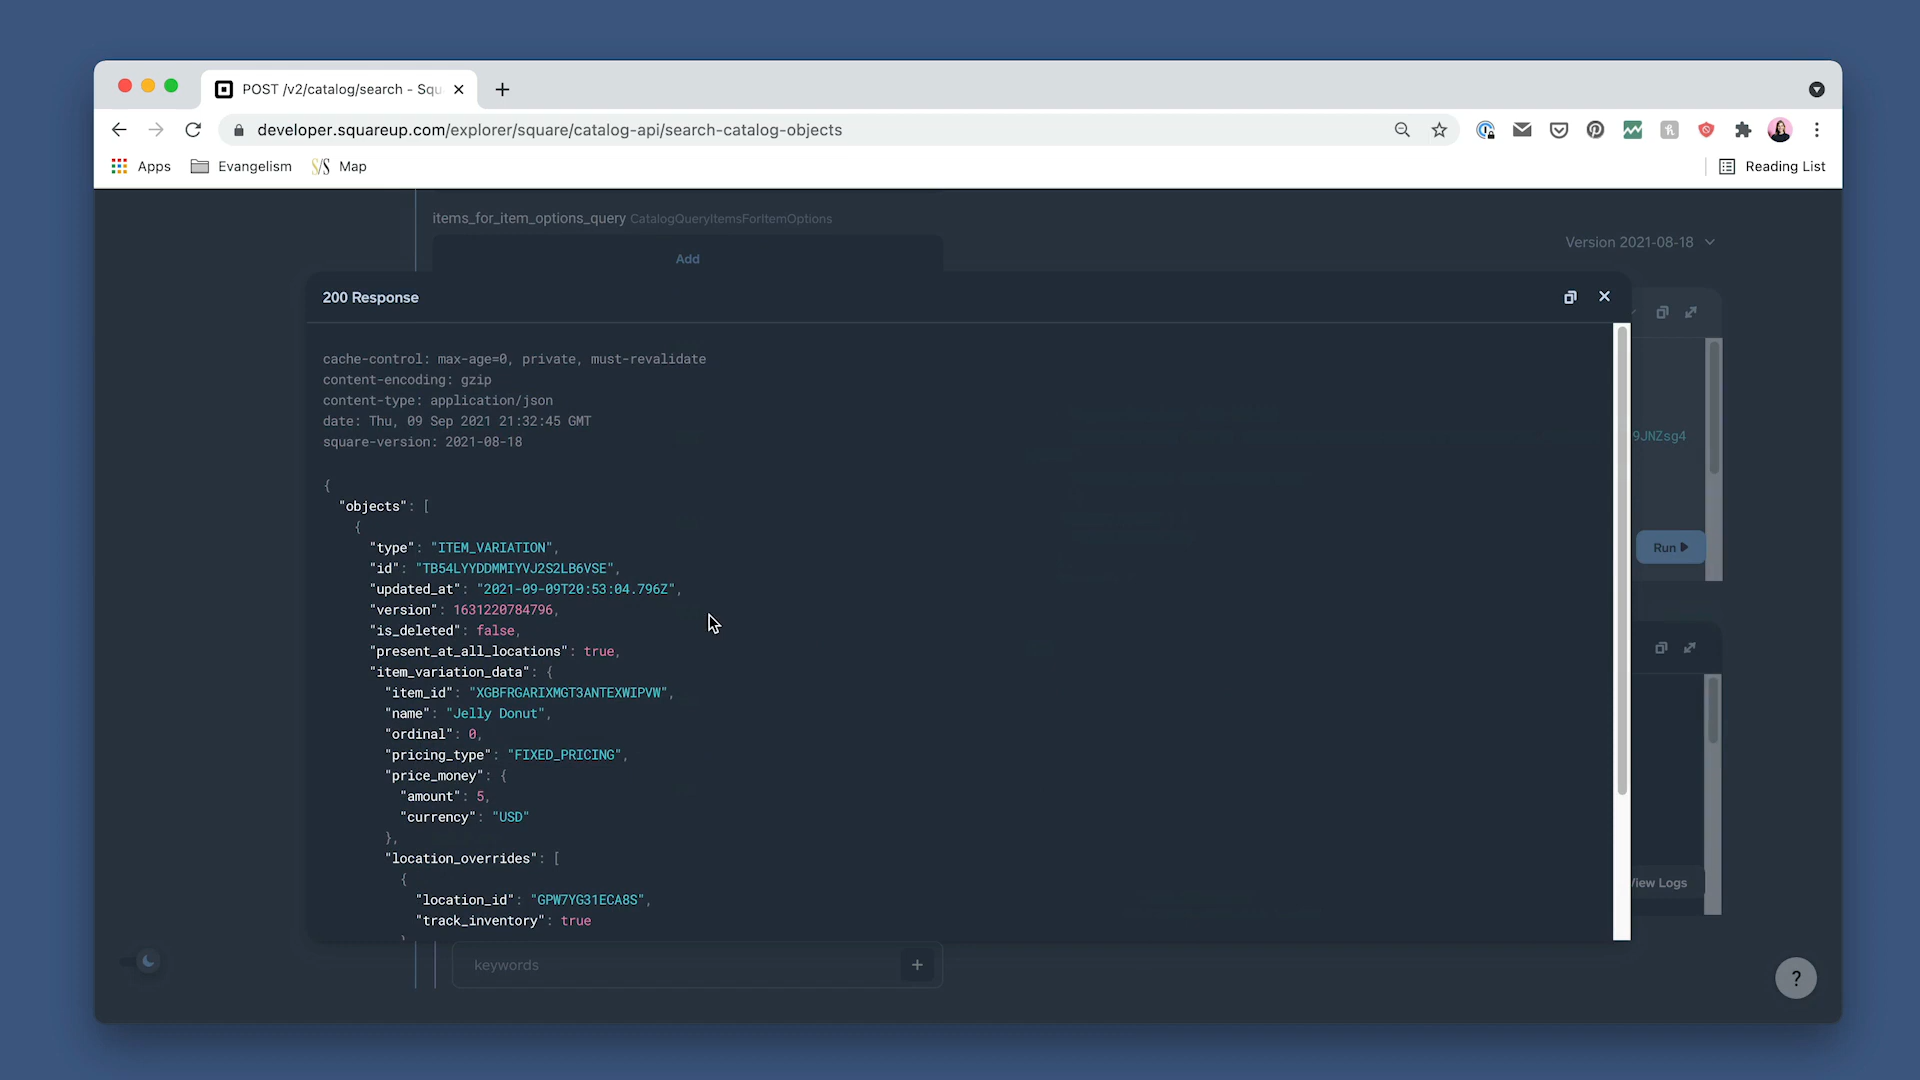 POST /v2/catalog/search - Squ
developer.squareup.com/explorer/square/catalog-api/search-catalog-objects
Apps
Evangelism
Map
Reading List
items_for_item_options_query CatalogQueryItemsForItemOptions
Add
Version 2021-08-18
200 Response
cache-control: max-age=0, private, must-revalidate
content-encoding: gzip
content-type: application/json
date: Thu, 09 Sep 2021 21:32:45 GMT
square-version: 2021-08-18
{
"objects": [
{
"type": "ITEM_VARIATION",
"id": "TB54LYYDDMMIYVJ2S2LB6VSE",
"updated_at": "2021-09-09T20:53:04.796Z",
"version": 1631220784796,
"is_deleted": false,
"present_at_all_locations": true,
"item_variation_data": {
"item_id": "XGBFRGARIXMGT3ANTEXWIPVW",
"name": "Jelly Donut",
"ordinal": 0,
"pricing_type": "FIXED_PRICING",
"price_money": {
"amount": 5,
"currency": "USD"
},
"location_overrides": [
{
"location_id": "GPW7YG31ECA8S",
"track_inventory": true
}
9JNZsg4
Run
View Logs
keywords
+
?